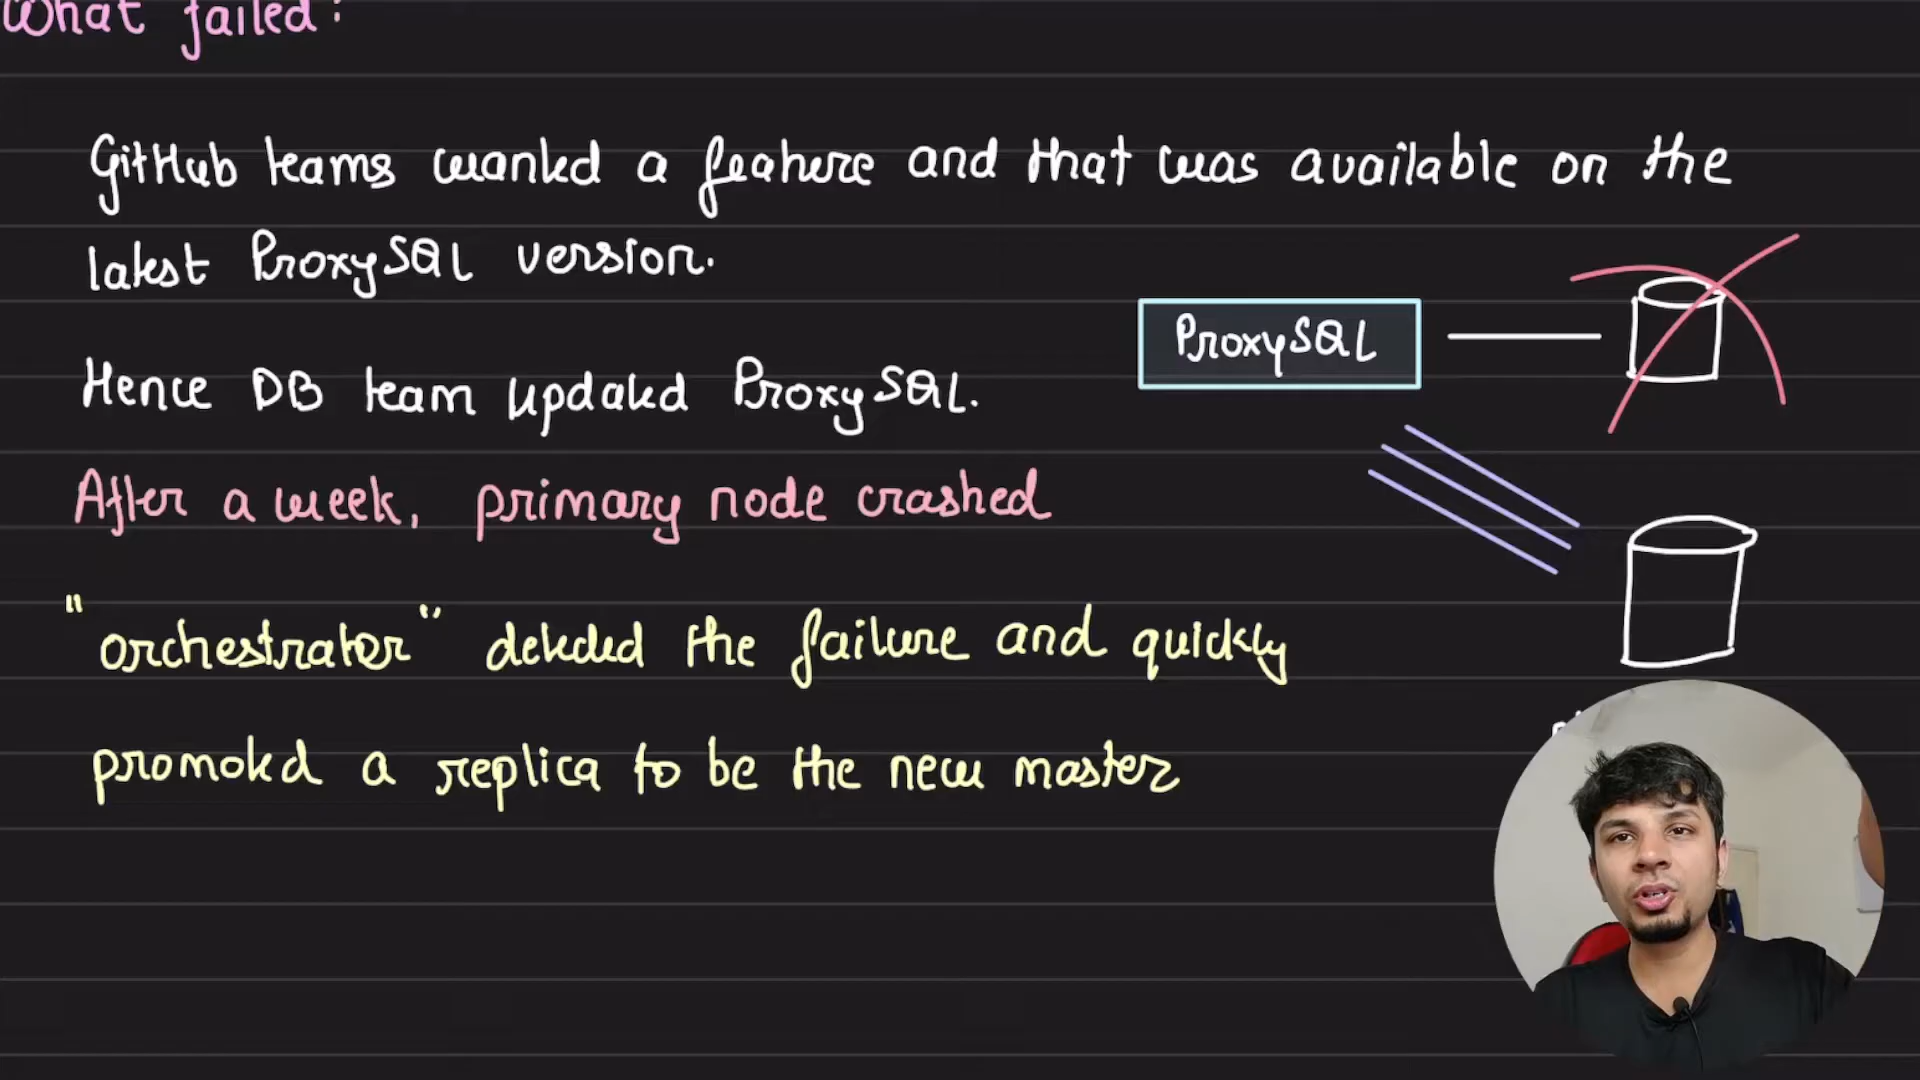 What failed:
GitHub teams wanted a feature and that was available on the
latest ProxySQL version.
ProxySQL
Hence DB team updated ProxySQL.
After a week, primary node crashed
"orchestrator" detected the failure and quickly
promoted a replica to be the new master